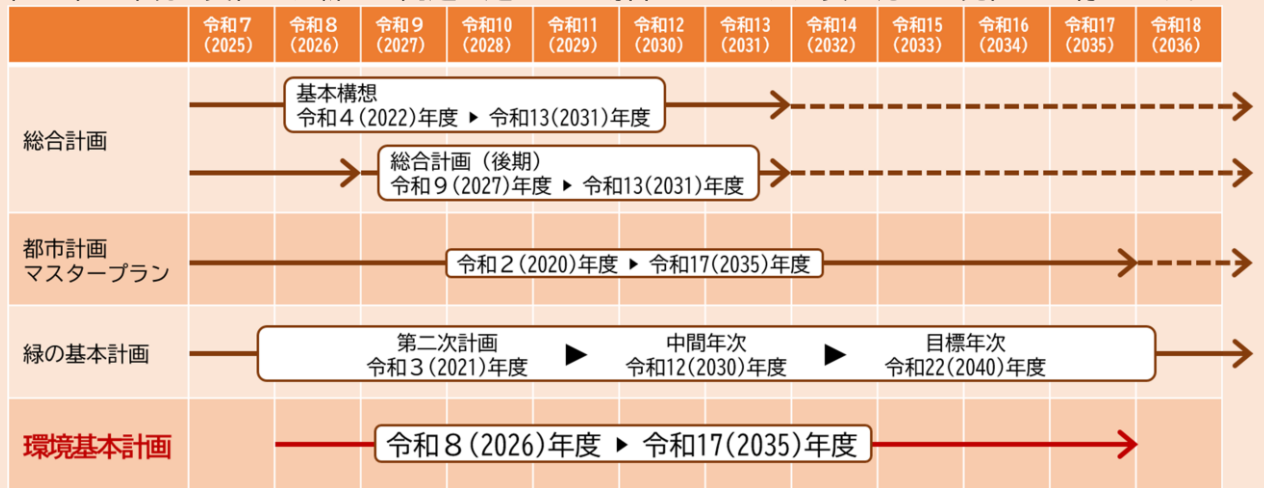 令和7 令和8 令和9 令和10 令和11 令和12 令和13 令和14 令和15 令和16 令和17 令和18
(2025) (2026) (2027) (2028) (2029) (2030) (2031) (2032) (2033) (2034) (2035) (2036)
総合計画
基本構想
令和4(2022)年度 ▶ 令和13(2031)年度
総合計画(後期)
令和9(2027)年度 ▶ 令和13(2031)年度
都市計画
マスタープラン
令和2(2020)年度 ▶ 令和17(2035)年度
緑の基本計画
第二次計画 ▶ 中間年次 ▶ 目標年次
令和3(2021)年度 令和12(2030)年度 令和22(2040)年度
環境基本計画
令和8(2026)年度 ▶ 令和17(2035)年度